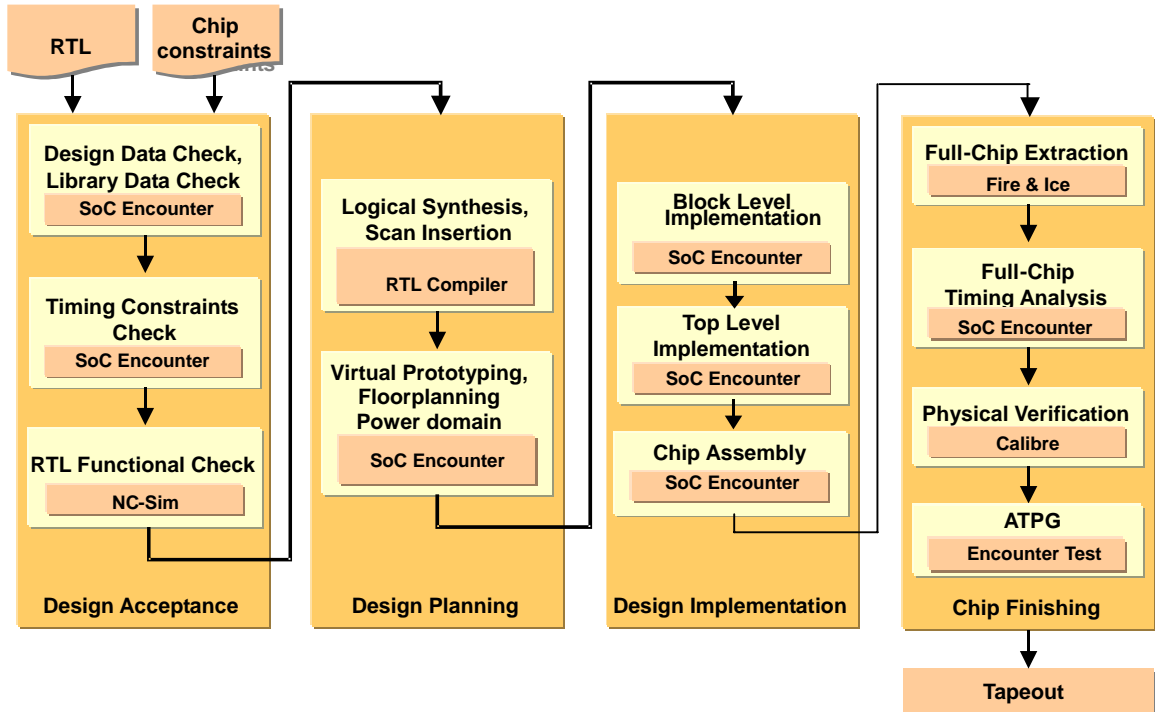 RTL
Chip
constraints
Design Data Check,
Library Data Check
SoC Encounter
Timing Constraints
Check
SoC Encounter
RTL Functional Check
NC-Sim
Design Acceptance
Logical Synthesis,
Scan Insertion
RTL Compiler
Virtual Prototyping,
Floorplanning
Power domain
SoC Encounter
Design Planning
Block Level
Implementation
SoC Encounter
Top Level
Implementation
SoC Encounter
Chip Assembly
SoC Encounter
Design Implementation
Full-Chip Extraction
Fire & Ice
Full-Chip
Timing Analysis
SoC Encounter
Physical Verification
Calibre
ATPG
Encounter Test
Chip Finishing
Tapeout